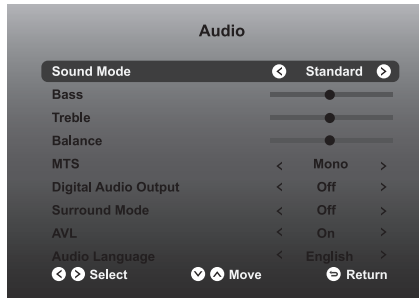 Audio
Sound Mode Standard
Bass
Treble
Balance
MTS Mono
Digital Audio Output Off
Surround Mode Off
AVL On
Audio Language English
Select Move Return